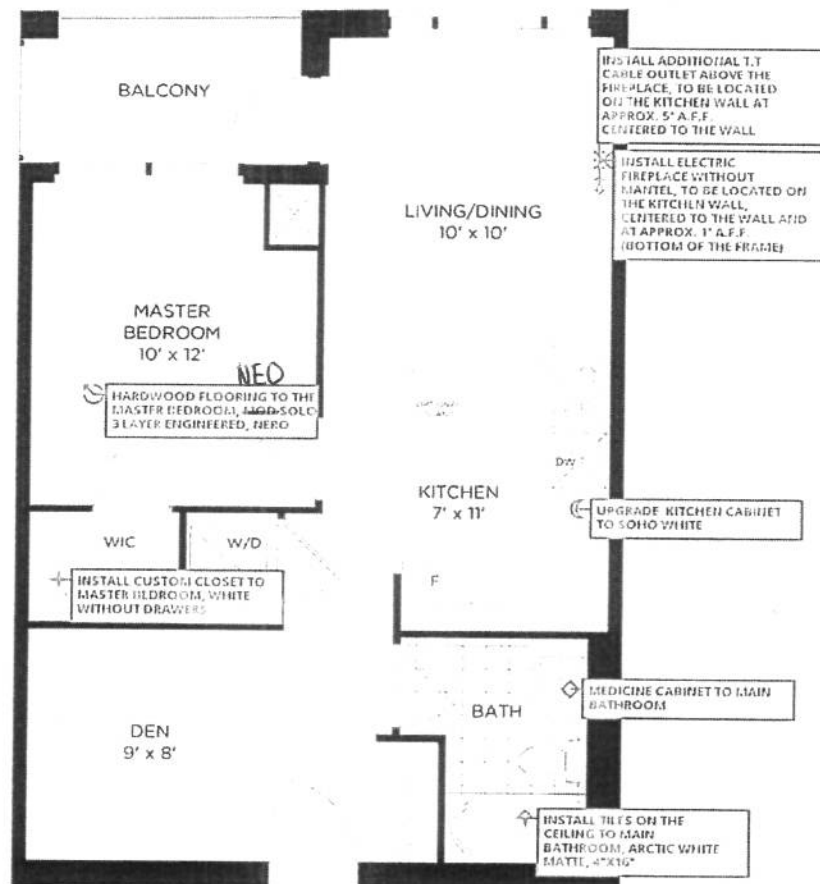 BALCONY
INSTALL ADDITIONAL T.T
CABLE OUTLET ABOVE THE
FIREPLACE, TO BE LOCATED
ON THE KITCHEN WALL AT
APPROX. 5' A.F.F.
CENTERED TO THE WALL
INSTALL ELECTRIC
FIREPLACE WITHOUT
MANTEL, TO BE LOCATED ON
THE KITCHEN WALL,
CENTERED TO THE WALL AND
AT APPROX. 1' A.F.F.
(BOTTOM OF THE FRAME)
LIVING/DINING
10' x 10'
MASTER
BEDROOM
10' x 12'
NEO
HARDWOOD FLOORING TO THE
MASTER BEDROOM, MOD SOLO
3 LAYER ENGINEERED, NERO
DW
KITCHEN
7' x 11'
UPGRADE KITCHEN CABINET
TO SOHO WHITE
WIC
W/D
F
INSTALL CUSTOM CLOSET TO
MASTER BEDROOM, WHITE
WITHOUT DRAWERS
MEDICINE CABINET TO MAIN
BATHROOM
BATH
DEN
9' x 8'
INSTALL TILES ON THE
CEILING TO MAIN
BATHROOM, ARCTIC WHITE
MATTE, 4"X16"